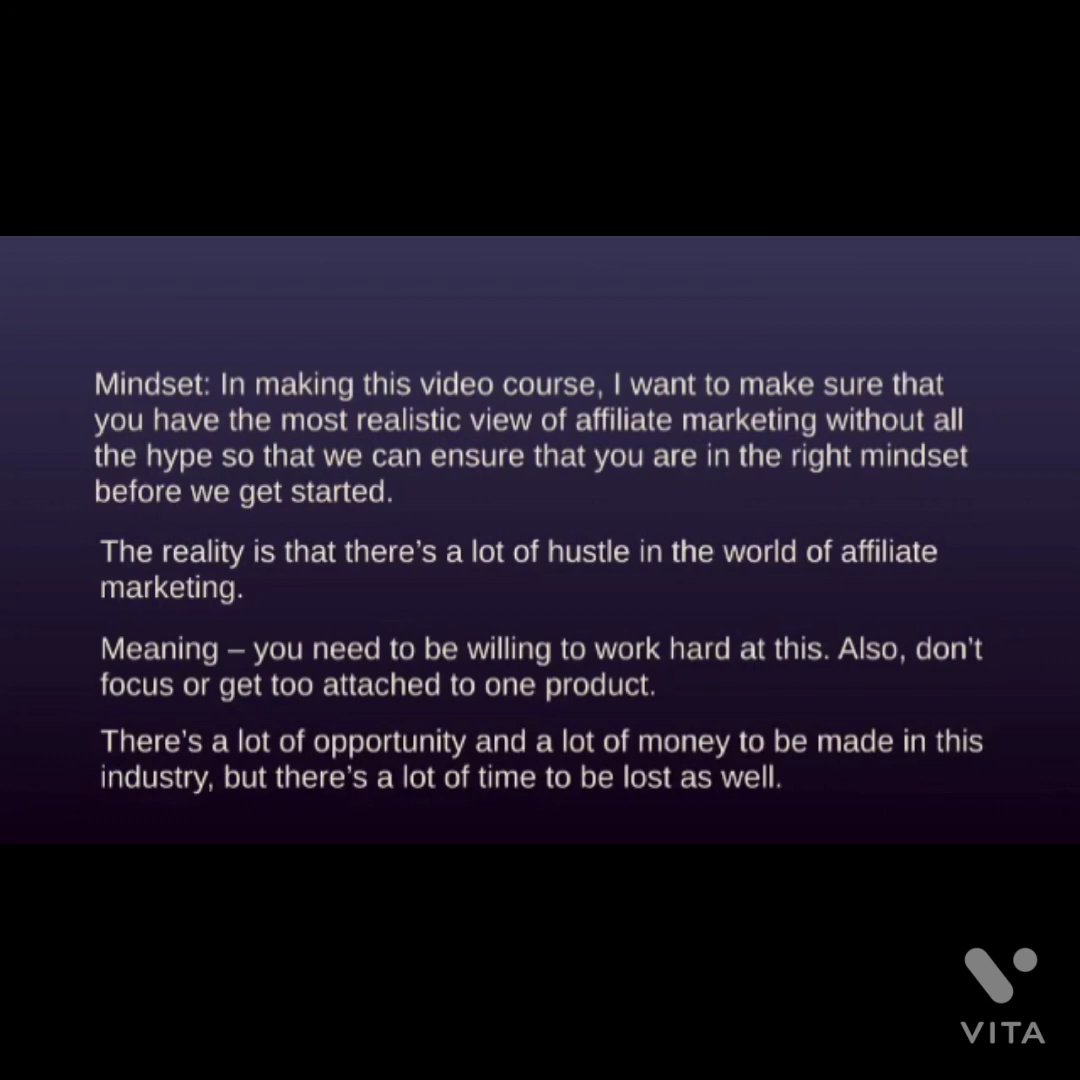 Mindset: In making this video course, I want to make sure that
you have the most realistic view of affiliate marketing without all
the hype so that we can ensure that you are in the right mindset
before we get started.
The reality is that there’s a lot of hustle in the world of affiliate
marketing.
Meaning – you need to be willing to work hard at this. Also, don’t
focus or get too attached to one product.
There’s a lot of opportunity and a lot of money to be made in this
industry, but there’s a lot of time to be lost as well.
VITA